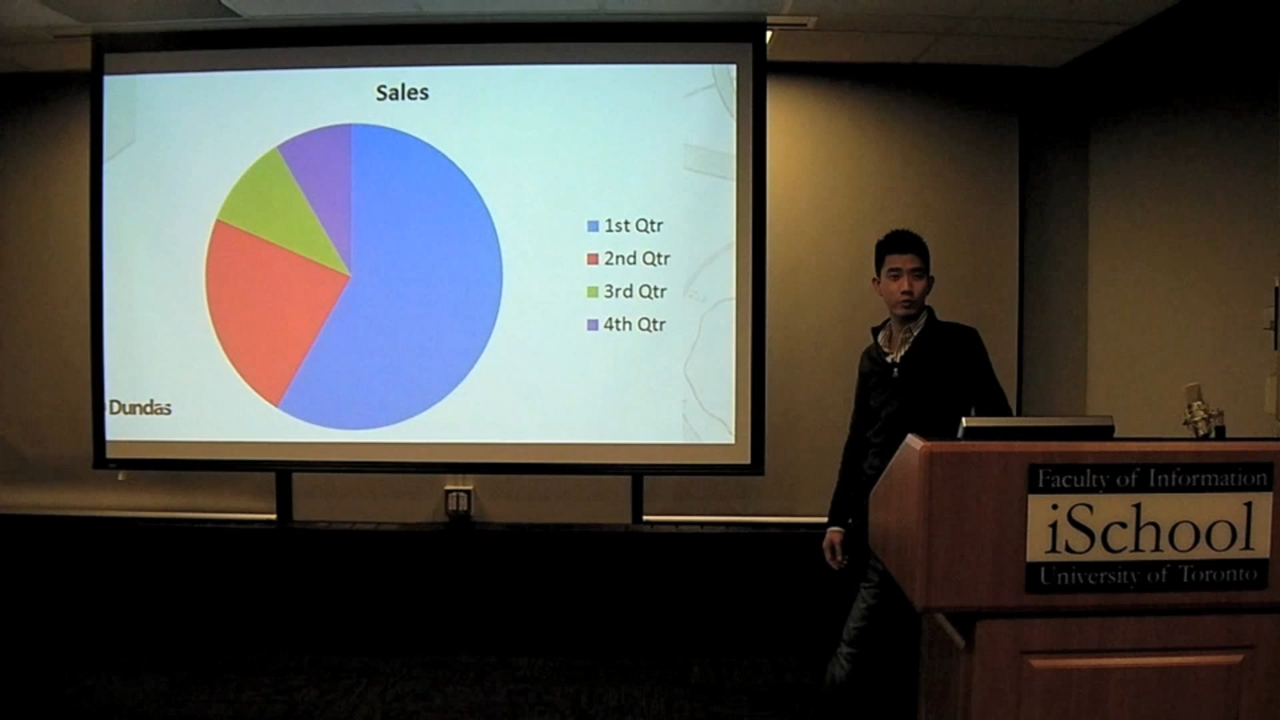 Sales
1st Qtr
2nd Qtr
3rd Qtr
4th Qtr
Dundas
Faculty of Information
iSchool
University of Toronto